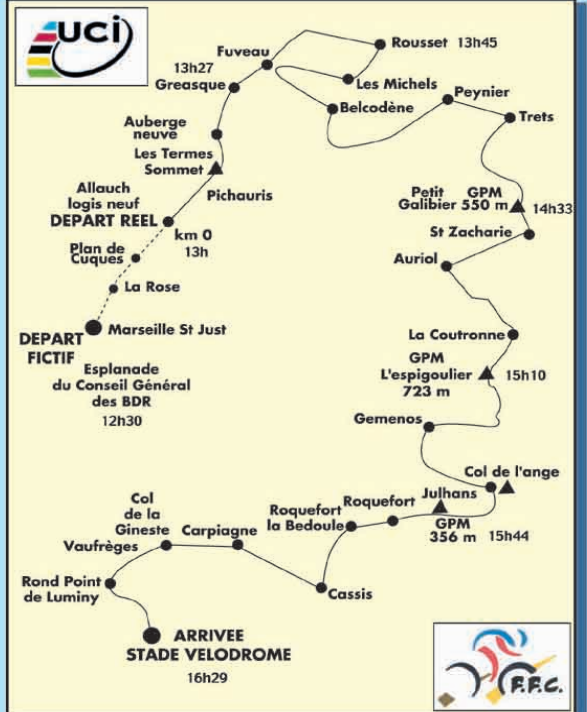 uci
Fuveau
Rousset 13h45
13h27
Greasque
Les Michels
Belcodène
Peynier
Trets
Auberge
neuve
Les Termes
Sommet
Pichauris
Allauch
logis neuf
DEPART REEL
km 0
13h
Plan de
Cuques
La Rose
Marseille St Just
DEPART
FICTIF
Esplanade
du Conseil Général
des BDR
12h30
Petit GPM
Galibier 550 m
14h33
St Zacharie
Auriol
La Coutronne
GPM
L'espigoulier
723 m
15h10
Gemenos
Col de l'ange
Julhans
GPM
356 m
15h44
Roquefort
Roquefort
la Bedoule
Cassis
Carpiagne
Col
de la
Gineste
Vaufrèges
Rond Point
de Luminy
ARRIVEE
STADE VELODROME
16h29
F.F.C.